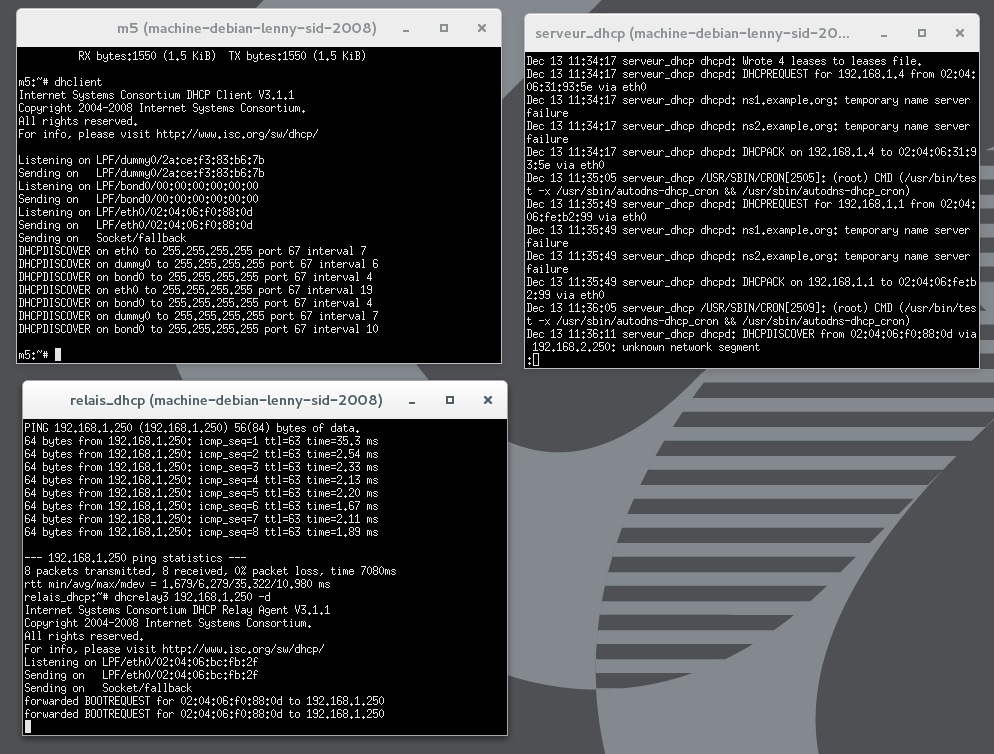 m5 (machine-debian-lenny-sid-2008)
RX bytes:1550 (1.5 KiB)  TX bytes:1550 (1.5 KiB)
m5:~# dhclient
Internet Systems Consortium DHCP Client V3.1.1
Copyright 2004-2008 Internet Systems Consortium.
All rights reserved.
For info, please visit http://www.isc.org/sw/dhcp/
Listening on LPF/dummy0/2a:ce:f3:83:b6:7b
Sending on   LPF/dummy0/2a:ce:f3:83:b6:7b
Listening on LPF/bond0/00:00:00:00:00:00
Sending on   LPF/bond0/00:00:00:00:00:00
Listening on LPF/eth0/02:04:06:f0:88:0d
Sending on   LPF/eth0/02:04:06:f0:88:0d
Sending on   Socket/fallback
DHCPDISCOVER on eth0 to 255.255.255.255 port 67 interval 7
DHCPDISCOVER on dummy0 to 255.255.255.255 port 67 interval 6
DHCPDISCOVER on bond0 to 255.255.255.255 port 67 interval 4
DHCPDISCOVER on eth0 to 255.255.255.255 port 67 interval 19
DHCPDISCOVER on bond0 to 255.255.255.255 port 67 interval 4
DHCPDISCOVER on dummy0 to 255.255.255.255 port 67 interval 7
DHCPDISCOVER on bond0 to 255.255.255.255 port 67 interval 10
m5:~#
serveur_dhcp (machine-debian-lenny-sid-20...
Dec 13 11:34:17 serveur_dhcp dhcpd: Wrote 4 leases to leases file.
Dec 13 11:34:17 serveur_dhcp dhcpd: DHCPREQUEST for 192.168.1.4 from 02:04:
06:31:93:5e via eth0
Dec 13 11:34:17 serveur_dhcp dhcpd: ns1.example.org: temporary name server
failure
Dec 13 11:34:17 serveur_dhcp dhcpd: ns2.example.org: temporary name server
failure
Dec 13 11:34:17 serveur_dhcp dhcpd: DHCPACK on 192.168.1.4 to 02:04:06:31:9
3:5e via eth0
Dec 13 11:35:05 serveur_dhcp /USR/SBIN/CRON[2505]: (root) CMD (/usr/bin/tes
t -x /usr/sbin/autodns-dhcp_cron && /usr/sbin/autodns-dhcp_cron)
Dec 13 11:35:49 serveur_dhcp dhcpd: DHCPREQUEST for 192.168.1.1 from 02:04:
06:fe:b2:99 via eth0
Dec 13 11:35:49 serveur_dhcp dhcpd: ns1.example.org: temporary name server
failure
Dec 13 11:35:49 serveur_dhcp dhcpd: ns2.example.org: temporary name server
failure
Dec 13 11:35:49 serveur_dhcp dhcpd: DHCPACK on 192.168.1.1 to 02:04:06:fe:b
2:99 via eth0
Dec 13 11:36:05 serveur_dhcp /USR/SBIN/CRON[2509]: (root) CMD (/usr/bin/tes
t -x /usr/sbin/autodns-dhcp_cron && /usr/sbin/autodns-dhcp_cron)
Dec 13 11:36:11 serveur_dhcp dhcpd: DHCPDISCOVER from 02:04:06:f0:88:0d via
192.168.2.250: unknown network segment
:
relais_dhcp (machine-debian-lenny-sid-2008)
PING 192.168.1.250 (192.168.1.250) 56(84) bytes of data.
64 bytes from 192.168.1.250: icmp_seq=1 ttl=63 time=35.3 ms
64 bytes from 192.168.1.250: icmp_seq=2 ttl=63 time=2.54 ms
64 bytes from 192.168.1.250: icmp_seq=3 ttl=63 time=2.33 ms
64 bytes from 192.168.1.250: icmp_seq=4 ttl=63 time=2.13 ms
64 bytes from 192.168.1.250: icmp_seq=5 ttl=63 time=2.20 ms
64 bytes from 192.168.1.250: icmp_seq=6 ttl=63 time=1.67 ms
64 bytes from 192.168.1.250: icmp_seq=7 ttl=63 time=2.11 ms
64 bytes from 192.168.1.250: icmp_seq=8 ttl=63 time=1.89 ms
--- 192.168.1.250 ping statistics ---
8 packets transmitted, 8 received, 0% packet loss, time 7080ms
rtt min/avg/max/mdev = 1.679/6.279/35.322/10.980 ms
relais_dhcp:~# dhcrelay3 192.168.1.250 -d
Internet Systems Consortium DHCP Relay Agent V3.1.1
Copyright 2004-2008 Internet Systems Consortium.
All rights reserved.
For info, please visit http://www.isc.org/sw/dhcp/
Listening on LPF/eth0/02:04:06:bc:fb:2f
Sending on   LPF/eth0/02:04:06:bc:fb:2f
Sending on   Socket/fallback
forwarded BOOTREQUEST for 02:04:06:f0:88:0d to 192.168.1.250
forwarded BOOTREQUEST for 02:04:06:f0:88:0d to 192.168.1.250